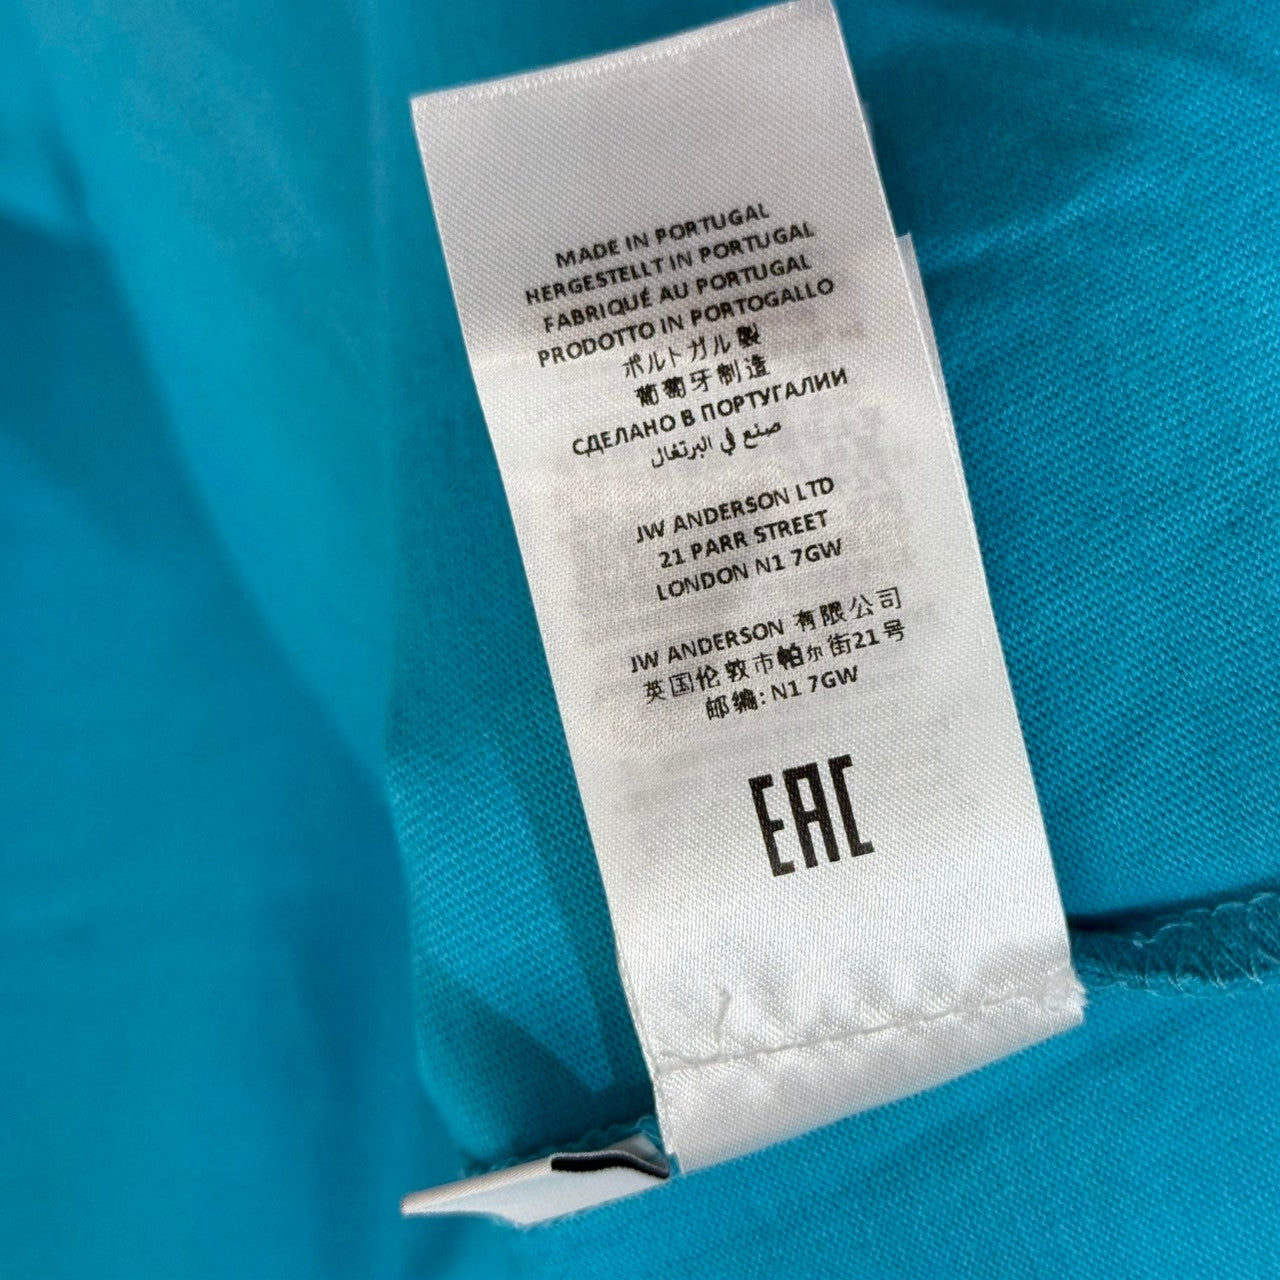 MADE IN PORTUGAL
HERGESTELLT IN PORTUGAL
FABRIQUÉ AU PORTUGAL
PRODOTTO IN PORTOGALLO
ポルトガル製
葡萄牙制造
СДЕЛАНО В ПОРТУГАЛИИ
صنع في البرتغال
JW ANDERSON LTD
21 PARR STREET
LONDON N1 7GW
JW ANDERSON 有限公司
英国伦敦市帕尔街21号
邮编: N1 7GW
EAC